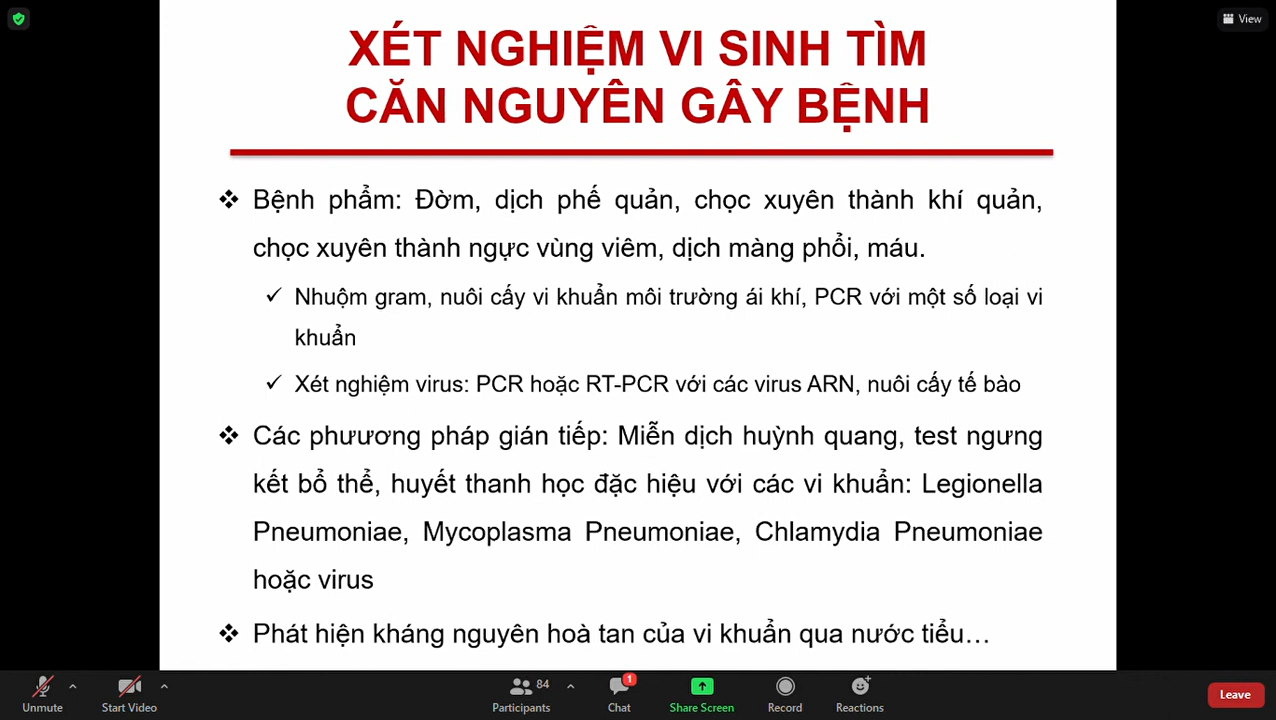 View
XÉT NGHIỆM VI SINH TÌM
CĂN NGUYÊN GÂY BỆNH
❖ Bệnh phẩm: Đờm, dịch phế quản, chọc xuyên thành khí quản,
chọc xuyên thành ngực vùng viêm, dịch màng phổi, máu.
✓ Nhuộm gram, nuôi cấy vi khuẩn môi trường ái khí, PCR với một số loại vi
khuẩn
✓ Xét nghiệm virus: PCR hoặc RT-PCR với các virus ARN, nuôi cấy tế bào
❖ Các phưương pháp gián tiếp: Miễn dịch huỳnh quang, test ngưng
kết bổ thể, huyết thanh học đặc hiệu với các vi khuẩn: Legionella
Pneumoniae, Mycoplasma Pneumoniae, Chlamydia Pneumoniae
hoặc virus
❖ Phát hiện kháng nguyên hoà tan của vi khuẩn qua nước tiểu…
84
1
Unmute
Start Video
Participants
Chat
Share Screen
Record
Reactions
Leave